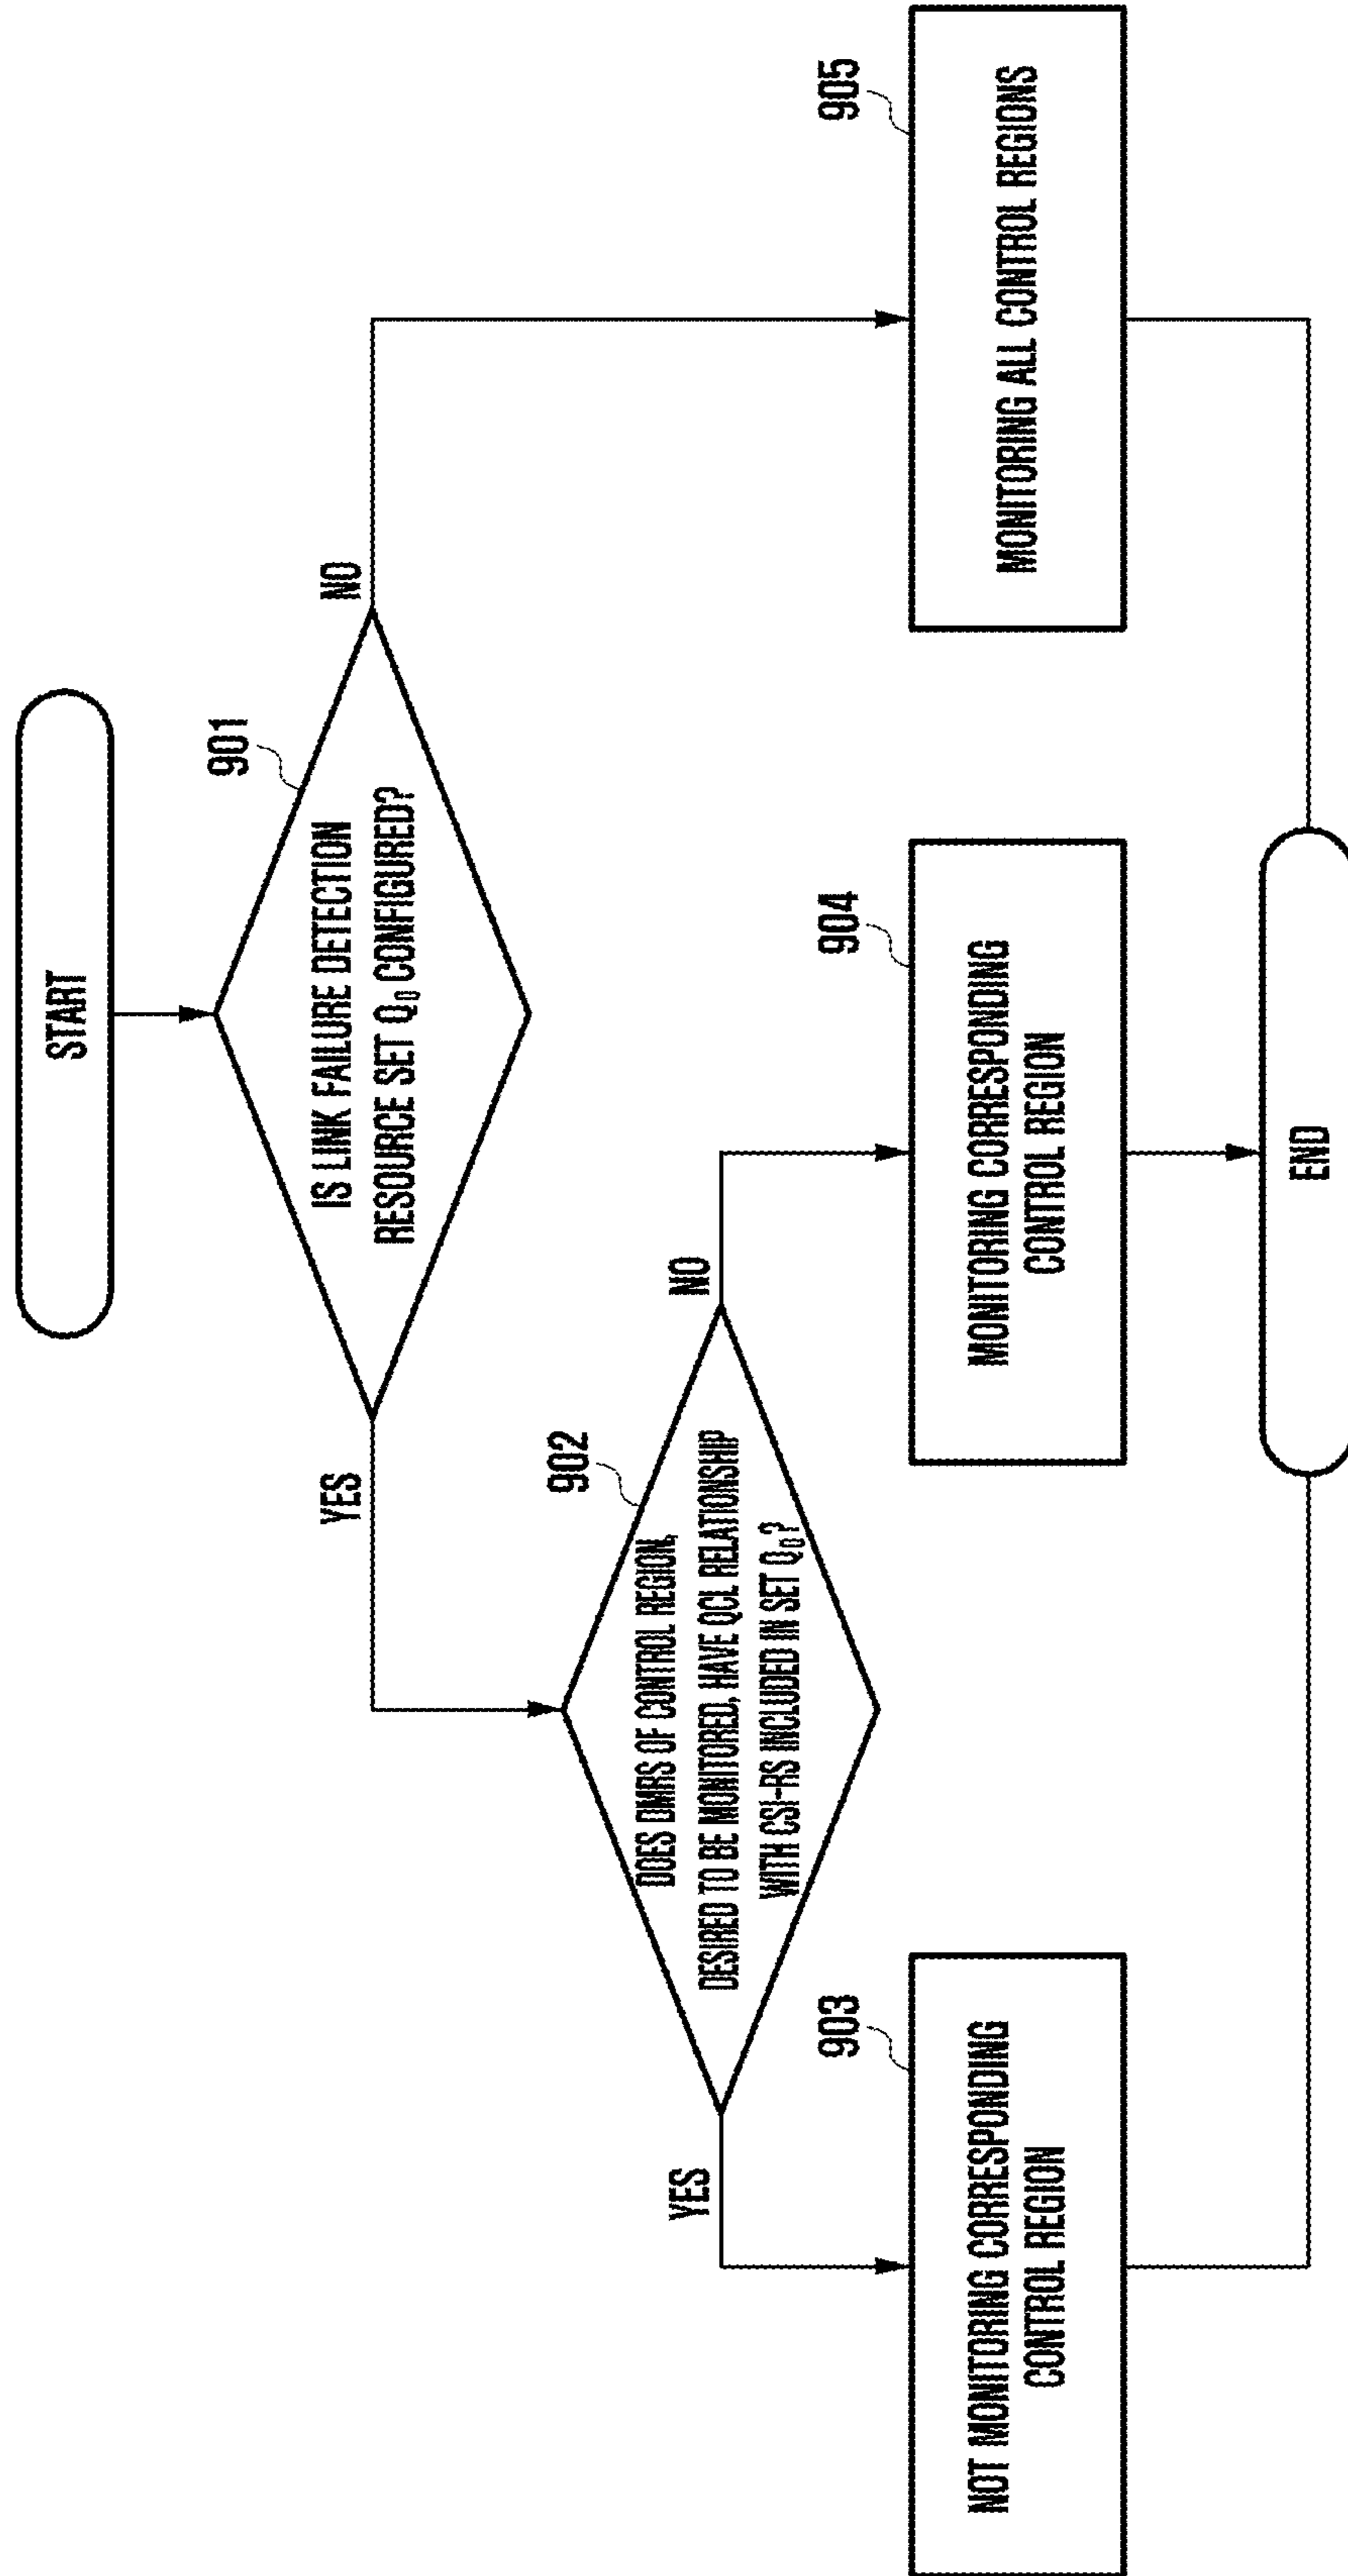 START
901
IS LINK FAILURE DETECTION
RESOURCE SET Q₀ CONFIGURED?
YES
NO
902
DOES DMRS OF CONTROL REGION,
DESIRED TO BE MONITORED, HAVE QCL RELATIONSHIP
WITH CSI-RS INCLUDED IN SET Q₀?
YES
NO
903
NOT MONITORING CORRESPONDING
CONTROL REGION
904
MONITORING CORRESPONDING
CONTROL REGION
905
MONITORING ALL CONTROL REGIONS
END